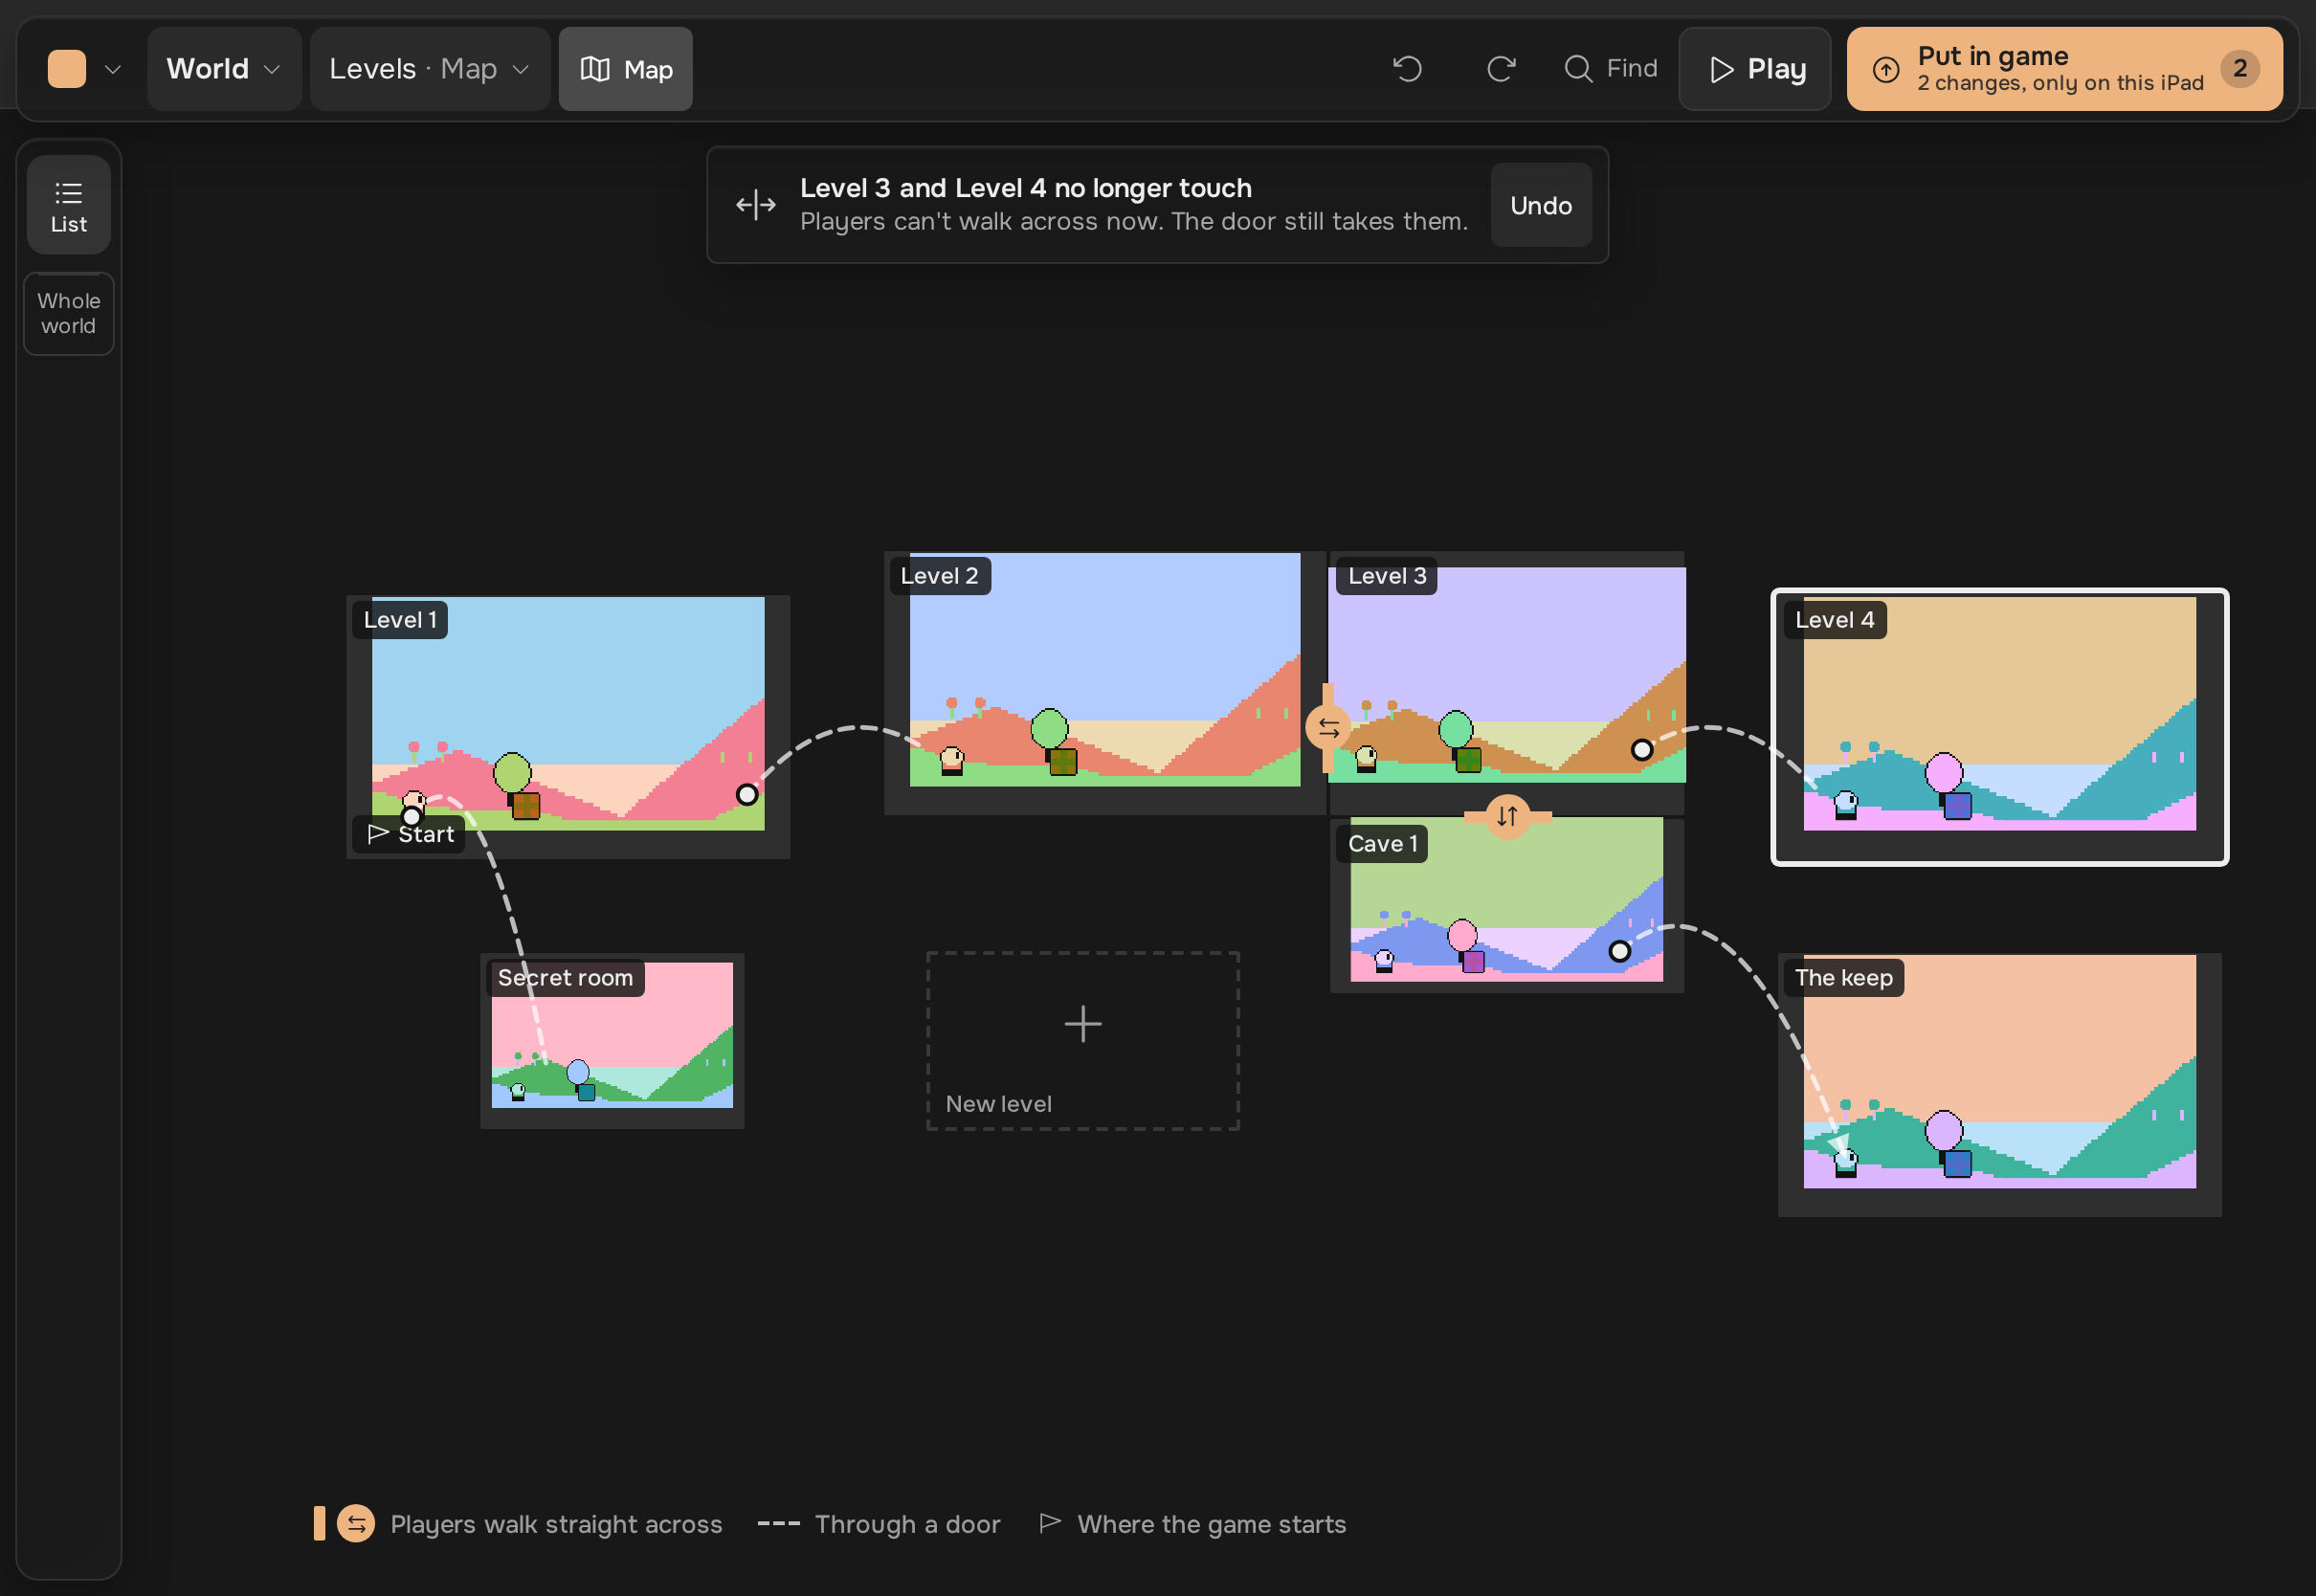 World
Levels · Map
Map
Find
Play
Put in game
2 changes, only on this iPad
2
List
Whole
world
Level 3 and Level 4 no longer touch
Players can't walk across now. The door still takes them.
Undo
Level 1
Start
Level 2
Level 3
Level 4
Cave 1
Secret room
New level
The keep
Players walk straight across
Through a door
Where the game starts